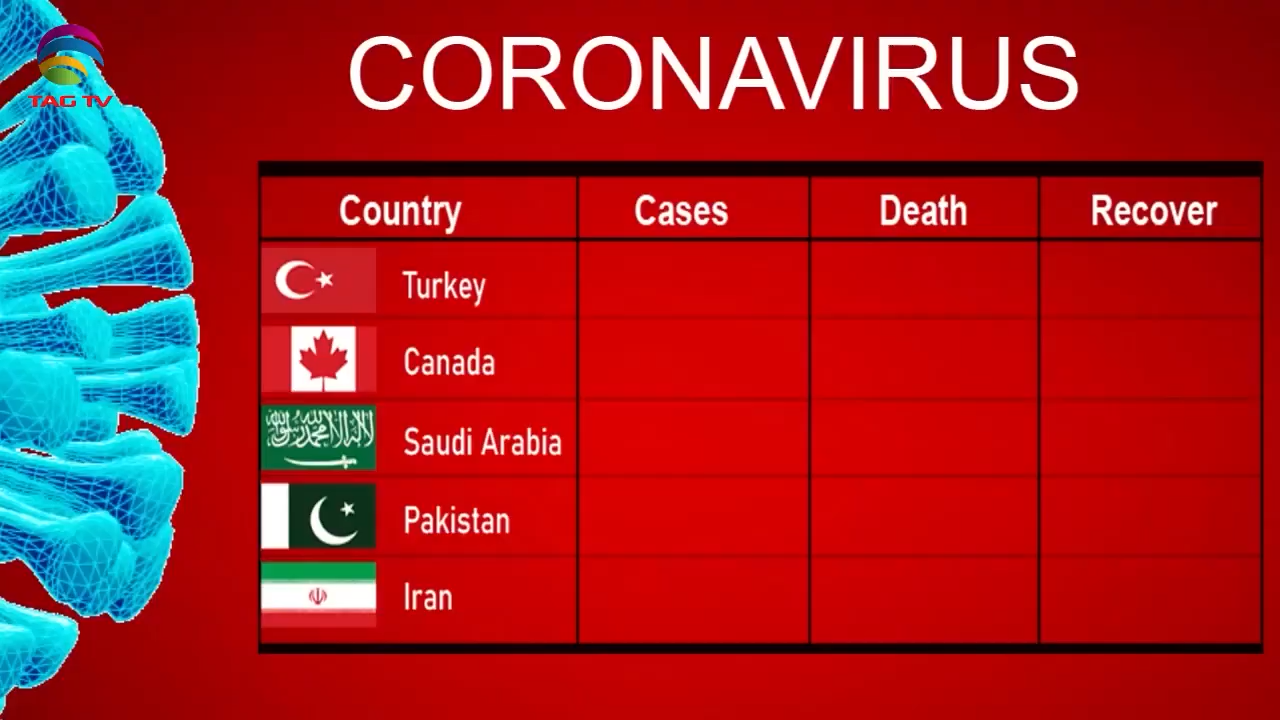 TAG TV
CORONAVIRUS
Country Cases Death Recover
Turkey
Canada
Saudi Arabia
Pakistan
Iran